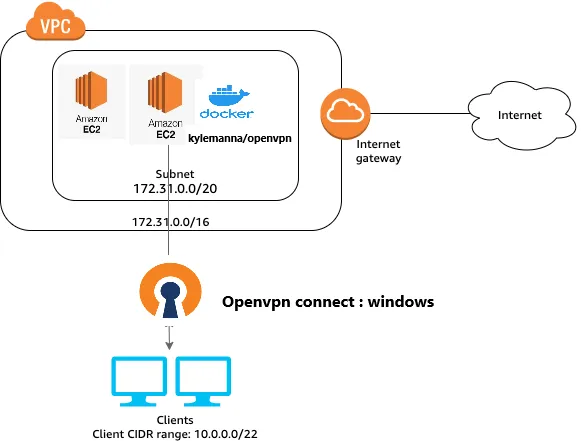 VPC
Amazon
EC2
Amazon
EC2
docker
kylemanna/openvpn
Subnet
172.31.0.0/20
172.31.0.0/16
Internet
gateway
Internet
Openvpn connect : windows
Clients
Client CIDR range: 10.0.0.0/22